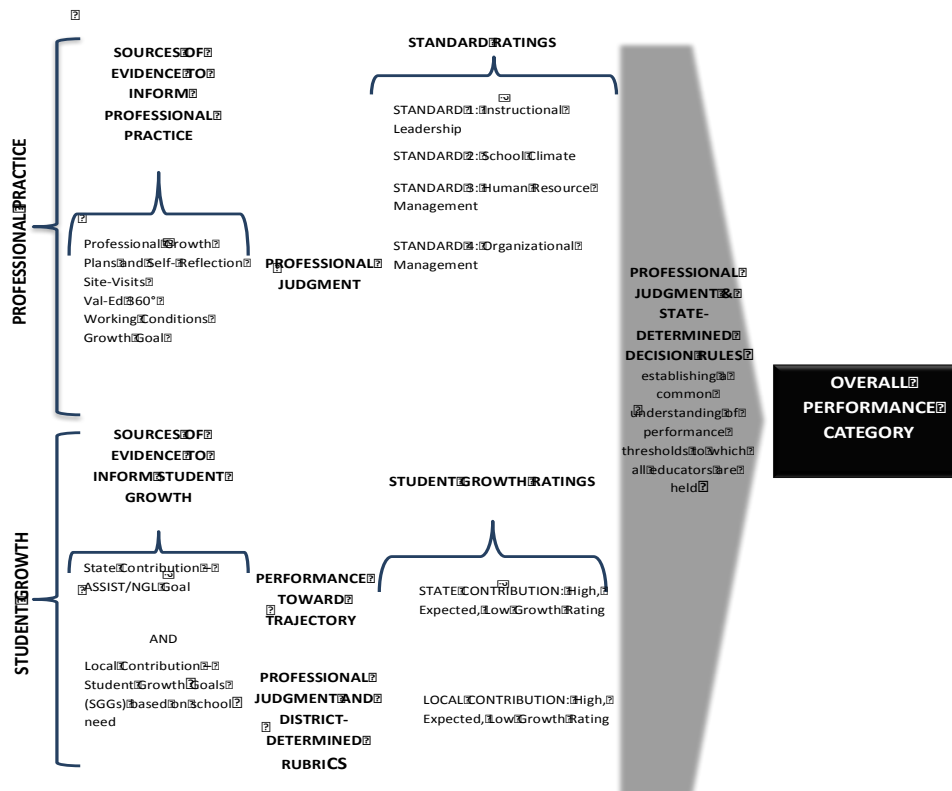 PROFESSIONAL PRACTICE
SOURCES OF
EVIDENCE TO
INFORM
PROFESSIONAL
PRACTICE
Professional Growth
Plans and Self- Reflection
Site-Visits
Val-Ed 360°
Working Conditions
Growth Goal
PROFESSIONAL
JUDGMENT
STANDARD RATINGS
STANDARD 1: Instructional
Leadership
STANDARD 2: School Climate
STANDARD 3: Human Resource
Management
STANDARD 4: Organizational
Management
STUDENT GROWTH
SOURCES OF
EVIDENCE TO
INFORM STUDENT
GROWTH
State Contribution –
ASSIST/NGL Goal
AND
Local Contribution –
Student Growth Goals
(SGGs) based on school
need
PERFORMANCE
TOWARD
TRAJECTORY
PROFESSIONAL
JUDGMENT AND
DISTRICT-
DETERMINED
RUBRICS
STUDENT GROWTH RATINGS
STATE CONTRIBUTION: High,
Expected, Low Growth Rating
LOCAL CONTRIBUTION: High,
Expected, Low Growth Rating
PROFESSIONAL
JUDGMENT &
STATE-
DETERMINED
DECISION RULES
establishing a
common
understanding of
performance
thresholds to which
all educators are
held
OVERALL
PERFORMANCE
CATEGORY